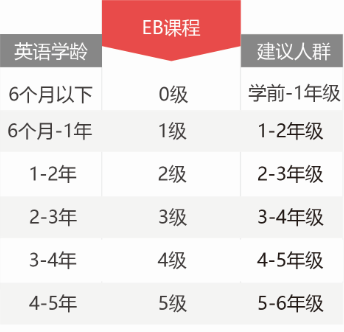 EB课程
英语学龄 建议人群
6个月以下 0级 学前-1年级
6个月-1年 1级 1-2年级
1-2年 2级 2-3年级
2-3年 3级 3-4年级
3-4年 4级 4-5年级
4-5年 5级 5-6年级